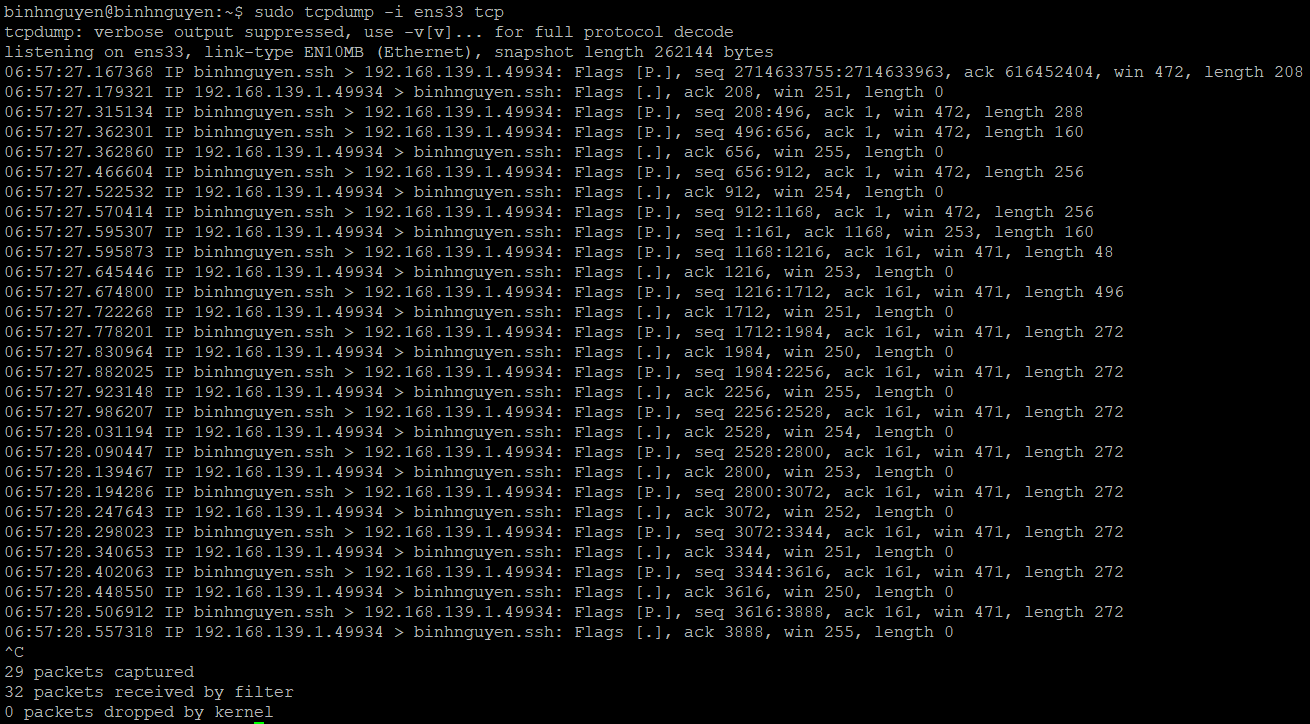 binhnguyen@binhnguyen:~$ sudo tcpdump -i ens33 tcp
tcpdump: verbose output suppressed, use -v[v]... for full protocol decode
listening on ens33, link-type EN10MB (Ethernet), snapshot length 262144 bytes
06:57:27.167368 IP binhnguyen.ssh > 192.168.139.1.49934: Flags [P.], seq 2714633755:2714633963, ack 616452404, win 472, length 208
06:57:27.179321 IP 192.168.139.1.49934 > binhnguyen.ssh: Flags [.], ack 208, win 251, length 0
06:57:27.315134 IP binhnguyen.ssh > 192.168.139.1.49934: Flags [P.], seq 208:496, ack 1, win 472, length 288
06:57:27.362301 IP binhnguyen.ssh > 192.168.139.1.49934: Flags [P.], seq 496:656, ack 1, win 472, length 160
06:57:27.362860 IP 192.168.139.1.49934 > binhnguyen.ssh: Flags [.], ack 656, win 255, length 0
06:57:27.466604 IP binhnguyen.ssh > 192.168.139.1.49934: Flags [P.], seq 656:912, ack 1, win 472, length 256
06:57:27.522532 IP 192.168.139.1.49934 > binhnguyen.ssh: Flags [.], ack 912, win 254, length 0
06:57:27.570414 IP binhnguyen.ssh > 192.168.139.1.49934: Flags [P.], seq 912:1168, ack 1, win 472, length 256
06:57:27.595307 IP 192.168.139.1.49934 > binhnguyen.ssh: Flags [P.], seq 1:161, ack 1168, win 253, length 160
06:57:27.595873 IP binhnguyen.ssh > 192.168.139.1.49934: Flags [P.], seq 1168:1216, ack 161, win 471, length 48
06:57:27.645446 IP 192.168.139.1.49934 > binhnguyen.ssh: Flags [.], ack 1216, win 253, length 0
06:57:27.674800 IP binhnguyen.ssh > 192.168.139.1.49934: Flags [P.], seq 1216:1712, ack 161, win 471, length 496
06:57:27.722268 IP 192.168.139.1.49934 > binhnguyen.ssh: Flags [.], ack 1712, win 251, length 0
06:57:27.778201 IP binhnguyen.ssh > 192.168.139.1.49934: Flags [P.], seq 1712:1984, ack 161, win 471, length 272
06:57:27.830964 IP 192.168.139.1.49934 > binhnguyen.ssh: Flags [.], ack 1984, win 250, length 0
06:57:27.882025 IP binhnguyen.ssh > 192.168.139.1.49934: Flags [P.], seq 1984:2256, ack 161, win 471, length 272
06:57:27.923148 IP 192.168.139.1.49934 > binhnguyen.ssh: Flags [.], ack 2256, win 255, length 0
06:57:27.986207 IP binhnguyen.ssh > 192.168.139.1.49934: Flags [P.], seq 2256:2528, ack 161, win 471, length 272
06:57:28.031194 IP 192.168.139.1.49934 > binhnguyen.ssh: Flags [.], ack 2528, win 254, length 0
06:57:28.090447 IP binhnguyen.ssh > 192.168.139.1.49934: Flags [P.], seq 2528:2800, ack 161, win 471, length 272
06:57:28.139467 IP 192.168.139.1.49934 > binhnguyen.ssh: Flags [.], ack 2800, win 253, length 0
06:57:28.194286 IP binhnguyen.ssh > 192.168.139.1.49934: Flags [P.], seq 2800:3072, ack 161, win 471, length 272
06:57:28.247643 IP 192.168.139.1.49934 > binhnguyen.ssh: Flags [.], ack 3072, win 252, length 0
06:57:28.298023 IP binhnguyen.ssh > 192.168.139.1.49934: Flags [P.], seq 3072:3344, ack 161, win 471, length 272
06:57:28.340653 IP 192.168.139.1.49934 > binhnguyen.ssh: Flags [.], ack 3344, win 251, length 0
06:57:28.402063 IP binhnguyen.ssh > 192.168.139.1.49934: Flags [P.], seq 3344:3616, ack 161, win 471, length 272
06:57:28.448550 IP 192.168.139.1.49934 > binhnguyen.ssh: Flags [.], ack 3616, win 250, length 0
06:57:28.506912 IP binhnguyen.ssh > 192.168.139.1.49934: Flags [P.], seq 3616:3888, ack 161, win 471, length 272
06:57:28.557318 IP 192.168.139.1.49934 > binhnguyen.ssh: Flags [.], ack 3888, win 255, length 0
^C
29 packets captured
32 packets received by filter
0 packets dropped by kernel